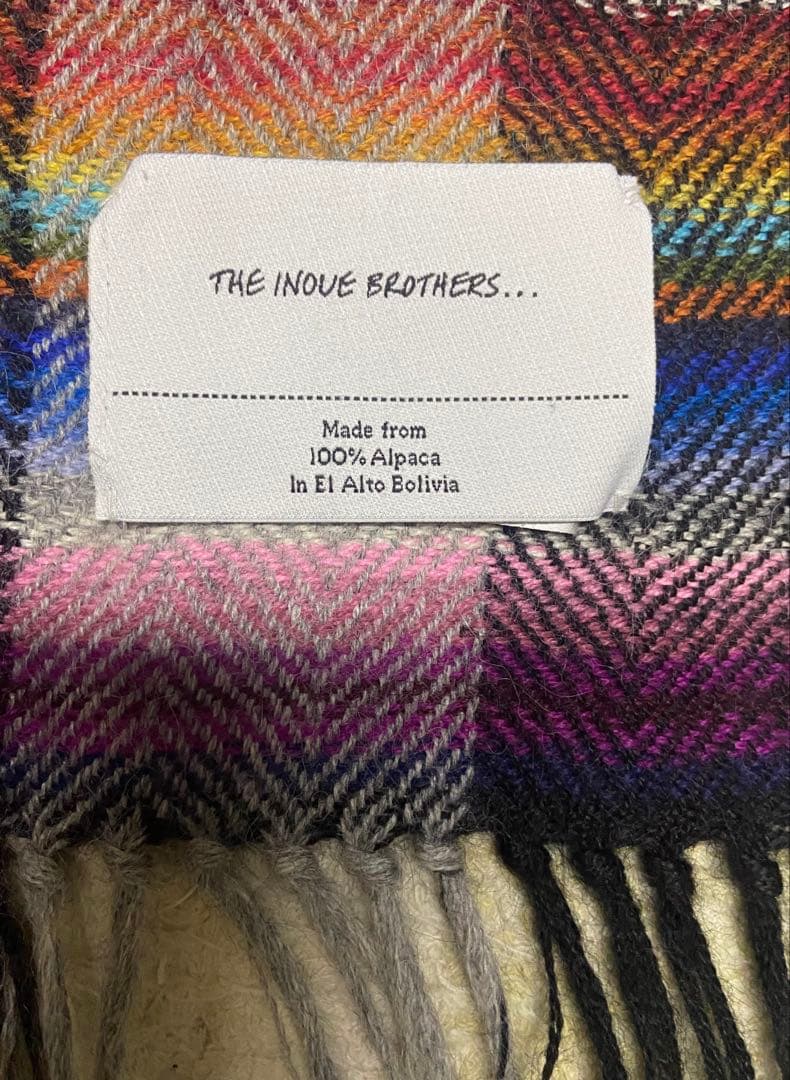 THE INOUE BROTHERS...
Made from
100% Alpaca
In El Alto Bolivia